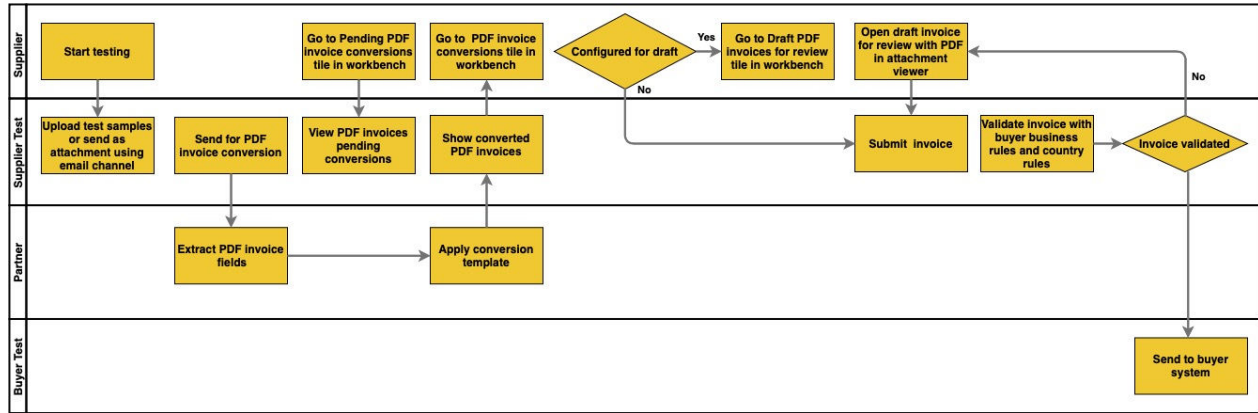 Supplier
Start testing
Go to Pending PDF
invoice conversions
tile in workbench
Go to PDF invoice
conversions tile in
workbench
Configured for draft
Yes
No
Go to Draft PDF
invoices for review
tile in workbench
Open draft invoice
for review with PDF
in attachment
viewer
No
Supplier Test
Upload test samples
or send as
attachment using
email channel
Send for PDF
invoice conversion
View PDF invoices
pending
conversions
Show converted
PDF invoices
Submit invoice
Validate invoice with
buyer business
rules and country
rules
Invoice validated
Partner
Extract PDF invoice
fields
Apply conversion
template
Buyer Test
Send to buyer
system